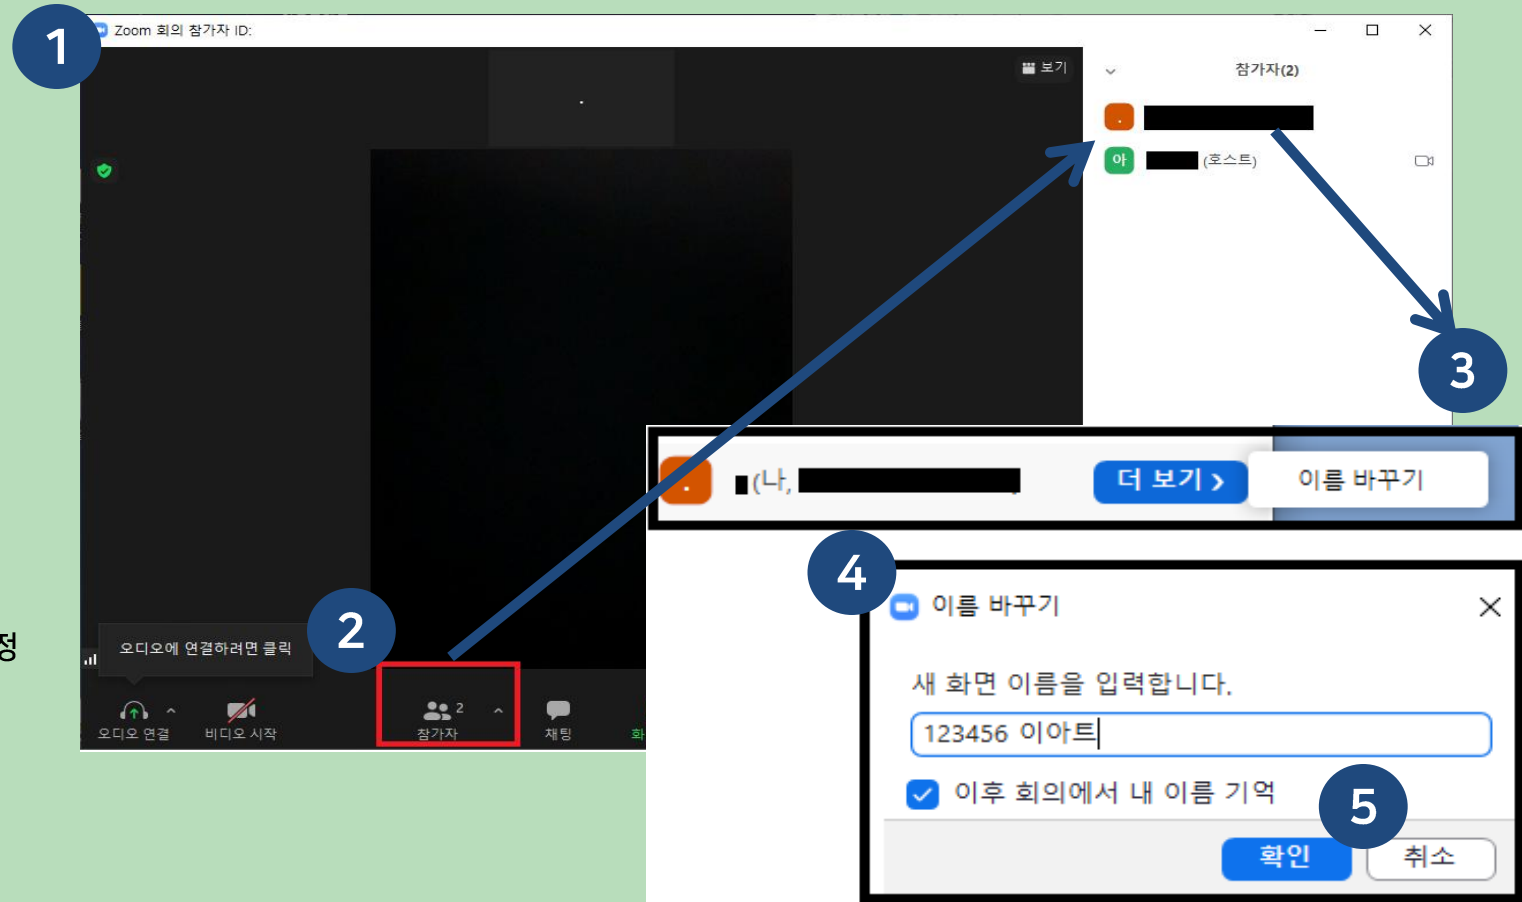 1
Zoom 회의 참가자 ID:
보기
참가자(2)
.
.
아 (호스트)
3
. (나,
더 보기 >
이름 바꾸기
4
이름 바꾸기
새 화면 이름을 입력합니다.
123456 이아트
이후 회의에서 내 이름 기억
5
확인
취소
정
2
오디오에 연결하려면 클릭
오디오 연결
비디오 시작
2
참가자
채팅
화